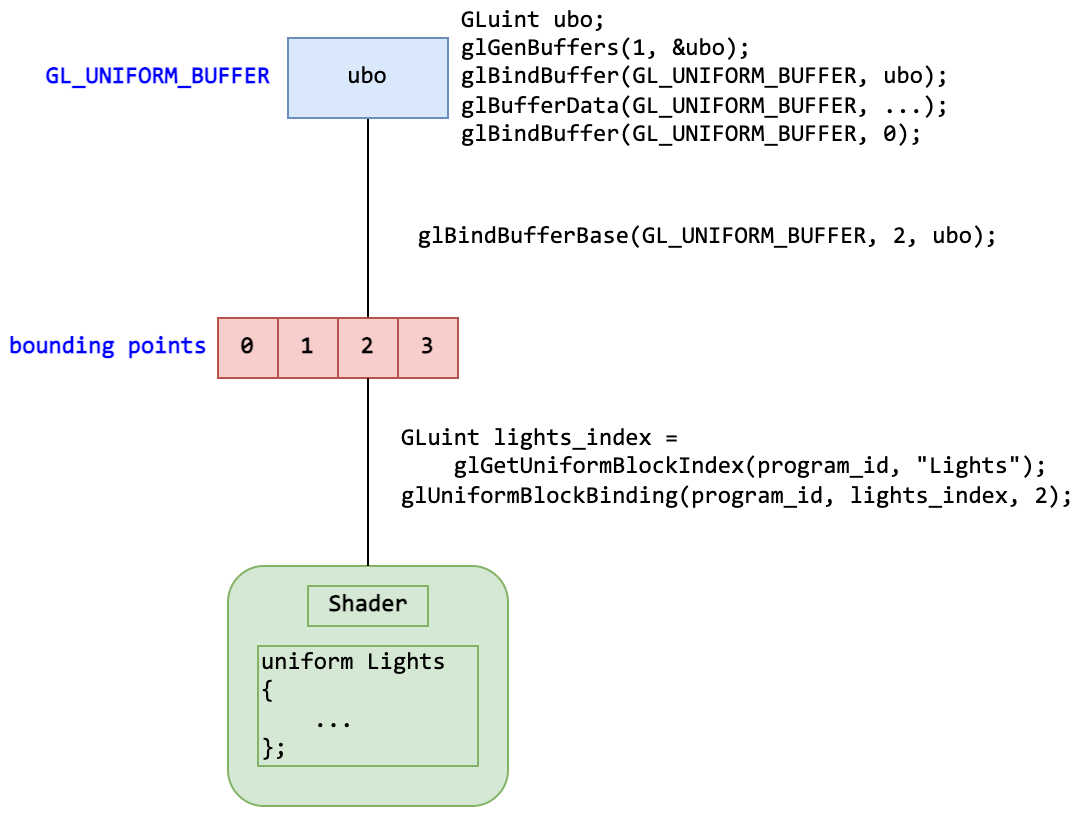 GLuint ubo;
glGenBuffers(1, &ubo);
GL_UNIFORM_BUFFER
ubo
glBindBuffer(GL_UNIFORM_BUFFER, ubo);
glBufferData(GL_UNIFORM_BUFFER, ...);
glBindBuffer(GL_UNIFORM_BUFFER, 0);
glBindBufferBase(GL_UNIFORM_BUFFER, 2, ubo);
bounding points
0 1 2 3
GLuint lights_index =
    glGetUniformBlockIndex(program_id, "Lights");
glUniformBlockBinding(program_id, lights_index, 2);
Shader
uniform Lights
{
    ...
};